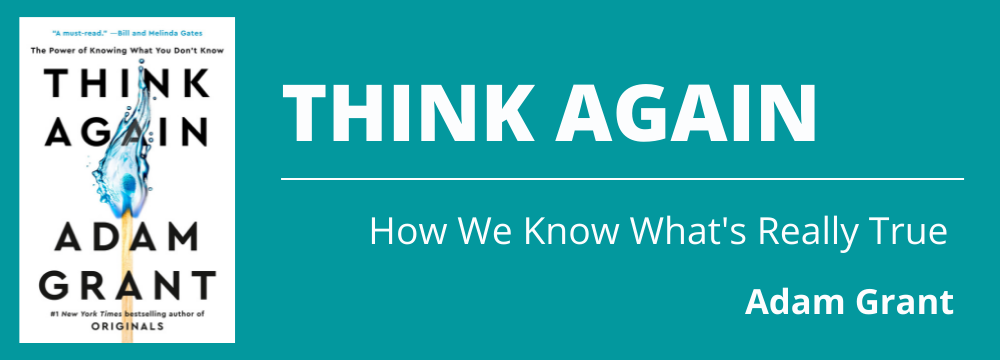 "A must-read." —Bill and Melinda Gates
The Power of Knowing What You Don't Know
THINK
AGAIN
ADAM
GRANT
#1 New York Times bestselling author of
ORIGINALS
THINK AGAIN
How We Know What's Really True
Adam Grant